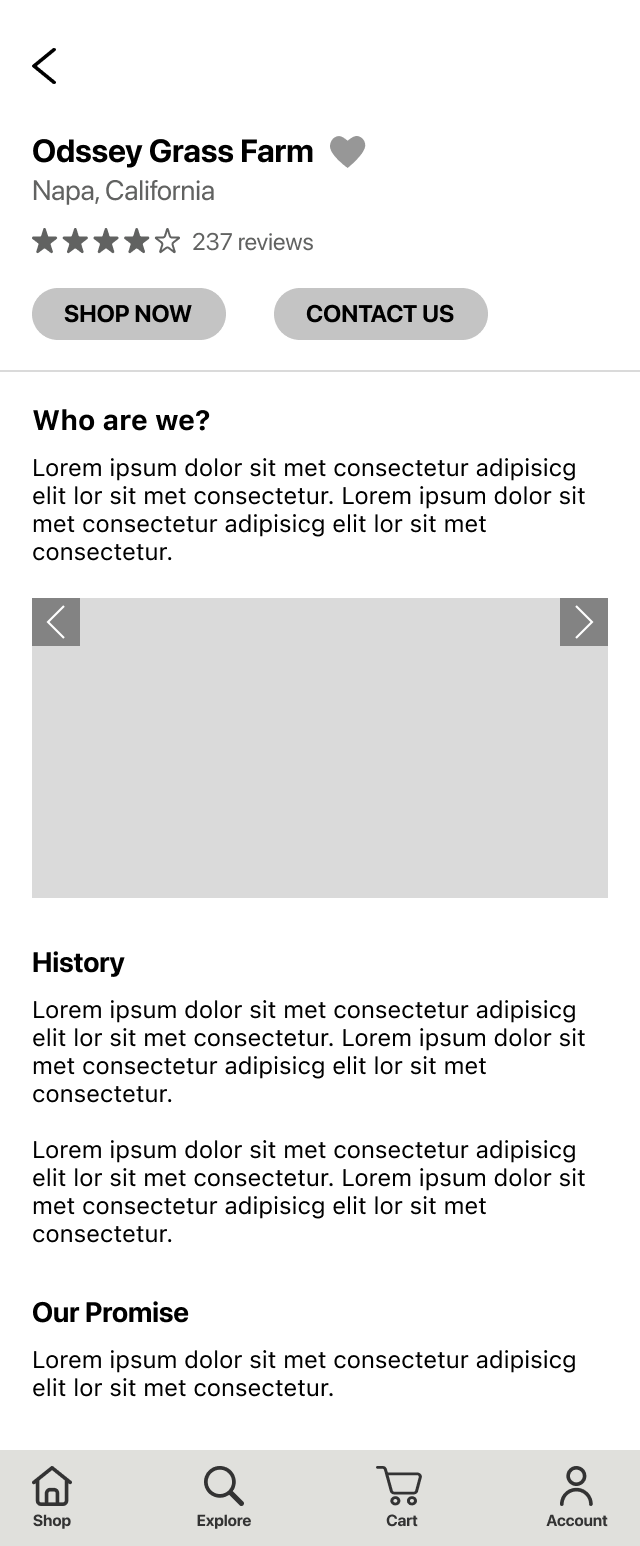 Odssey Grass Farm
Napa, California
237 reviews
SHOP NOW
CONTACT US
Who are we?
Lorem ipsum dolor sit met consectetur adipisicg
elit lor sit met consectetur. Lorem ipsum dolor sit
met consectetur adipisicg elit lor sit met
consectetur.
History
Lorem ipsum dolor sit met consectetur adipisicg
elit lor sit met consectetur. Lorem ipsum dolor sit
met consectetur adipisicg elit lor sit met
consectetur.
Lorem ipsum dolor sit met consectetur adipisicg
elit lor sit met consectetur. Lorem ipsum dolor sit
met consectetur adipisicg elit lor sit met
consectetur.
Our Promise
Lorem ipsum dolor sit met consectetur adipisicg
elit lor sit met consectetur.
Shop
Explore
Cart
Account